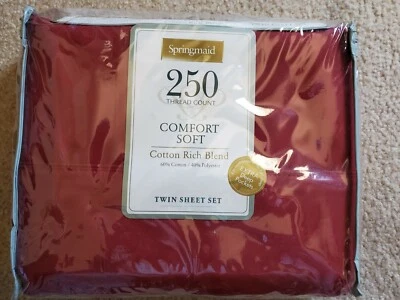 Springmaid
250
THREAD COUNT
COMFORT
SOFT
Cotton Rich Blend
TWIN SHEET SET